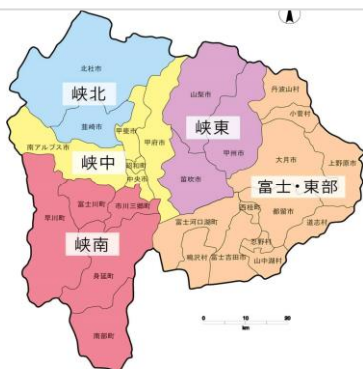 北杜市
峡北
韮崎市
南アルプス市
甲斐市
甲府市
昭和町
峡中
中央市
山梨市
峡東
甲州市
笛吹市
丹波山村
小菅村
大月市
上野原市
富士・東部
西桂町
都留市
道志村
富士河口湖町
忍野村
鳴沢村
富士吉田市
山中湖村
富士川町
市川三郷町
早川町
峡南
身延町
南部町
0 10 20
km